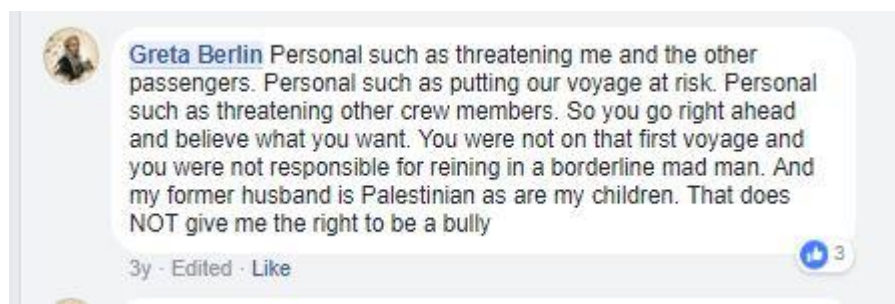 Greta Berlin Personal such as threatening me and the other
passengers. Personal such as putting our voyage at risk. Personal
such as threatening other crew members. So you go right ahead
and believe what you want. You were not on that first voyage and
you were not responsible for reining in a borderline mad man. And
my former husband is Palestinian as are my children. That does
NOT give me the right to be a bully
3
3y · Edited · Like